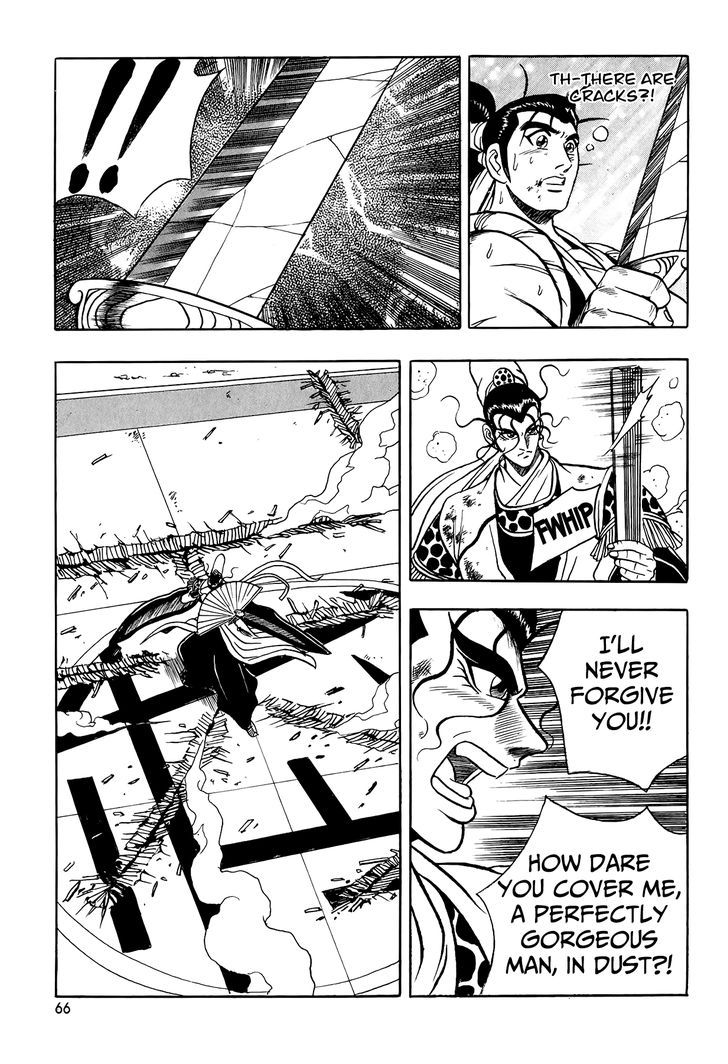 TH-THERE ARE
CRACKS?!
!!
FWHIP
I'LL
NEVER
FORGIVE
YOU!!
HOW DARE
YOU COVER ME,
A PERFECTLY
GORGEOUS
MAN, IN DUST?!
66